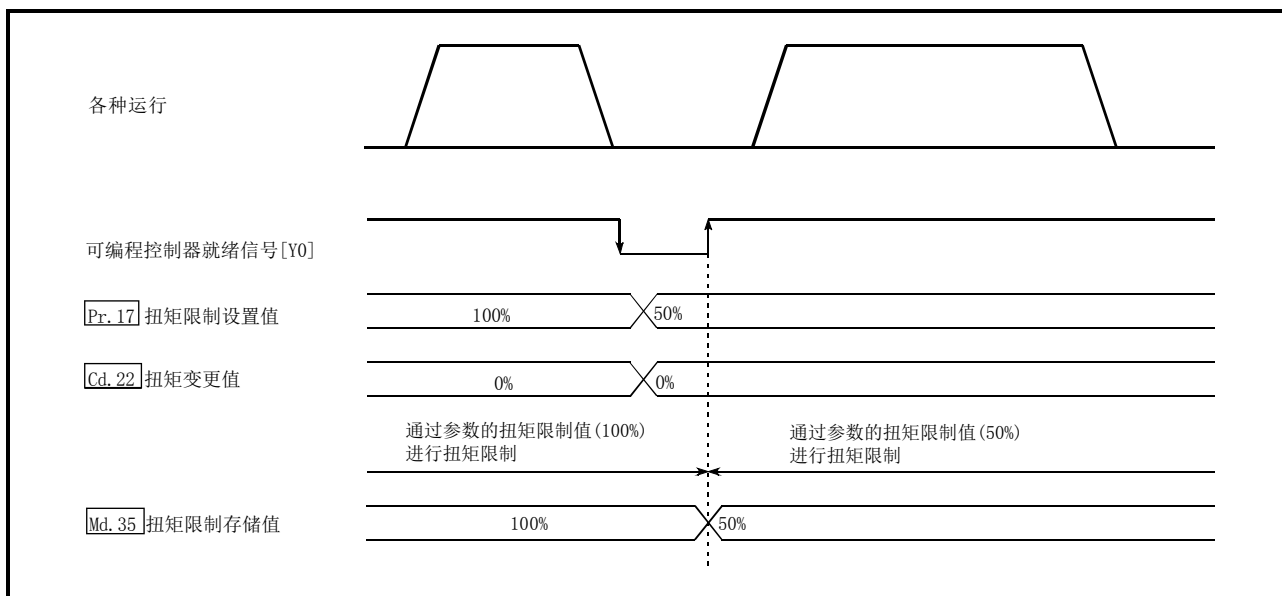 各种运行
可编程控制器就绪信号[Y0]
Pr.17 扭矩限制设置值
100%
50%
Cd.22 扭矩变更值
0%
0%
通过参数的扭矩限制值(100%)
进行扭矩限制
通过参数的扭矩限制值(50%)
进行扭矩限制
Md.35 扭矩限制存储值
100%
50%